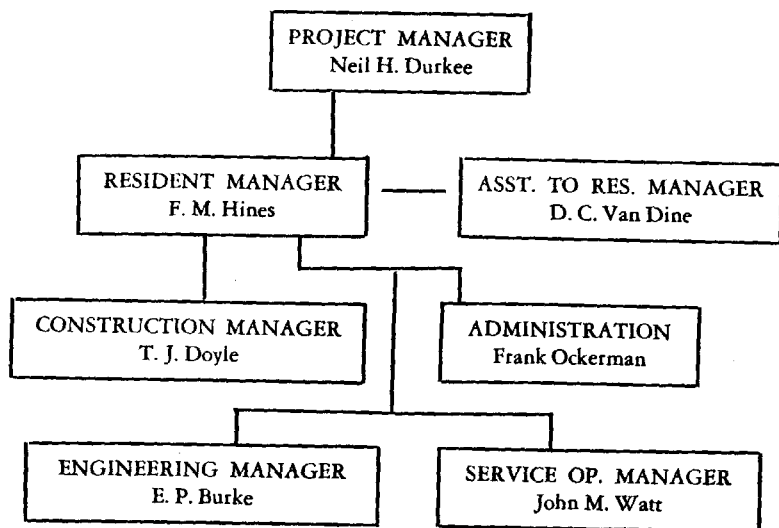 PROJECT MANAGER
Neil H. Durkee
RESIDENT MANAGER
F. M. Hines
ASST. TO RES. MANAGER
D. C. Van Dine
CONSTRUCTION MANAGER
T. J. Doyle
ADMINISTRATION
Frank Ockerman
ENGINEERING MANAGER
E. P. Burke
SERVICE OP. MANAGER
John M. Watt